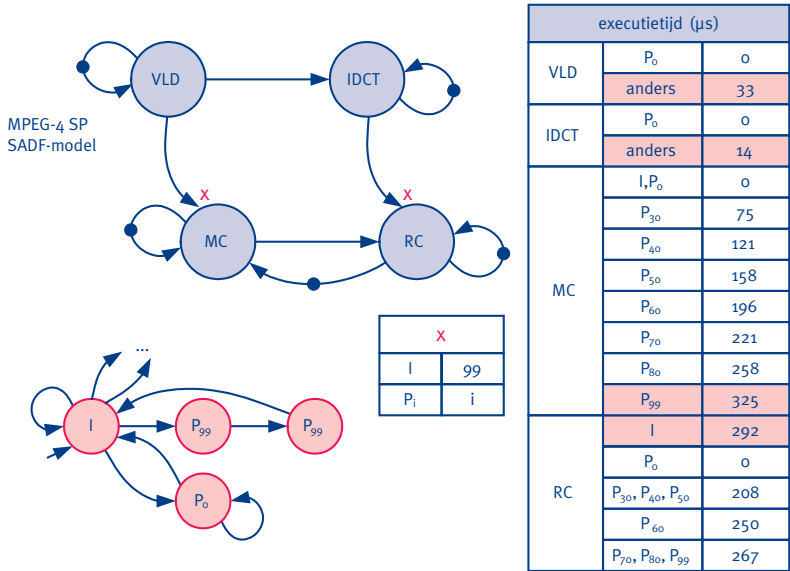 VLD
IDCT
MPEG-4 SP
SADF-model
x
x
MC
RC
...
I
P₉₉
P₉₉
P₀
x
I 99
Pᵢ i
executietijd (µs)
VLD
P₀ 0
anders 33
IDCT
P₀ 0
anders 14
MC
I,P₀ 0
P₃₀ 75
P₄₀ 121
P₅₀ 158
P₆₀ 196
P₇₀ 221
P₈₀ 258
P₉₉ 325
RC
I 292
P₀ 0
P₃₀, P₄₀, P₅₀ 208
P₆₀ 250
P₇₀, P₈₀, P₉₉ 267